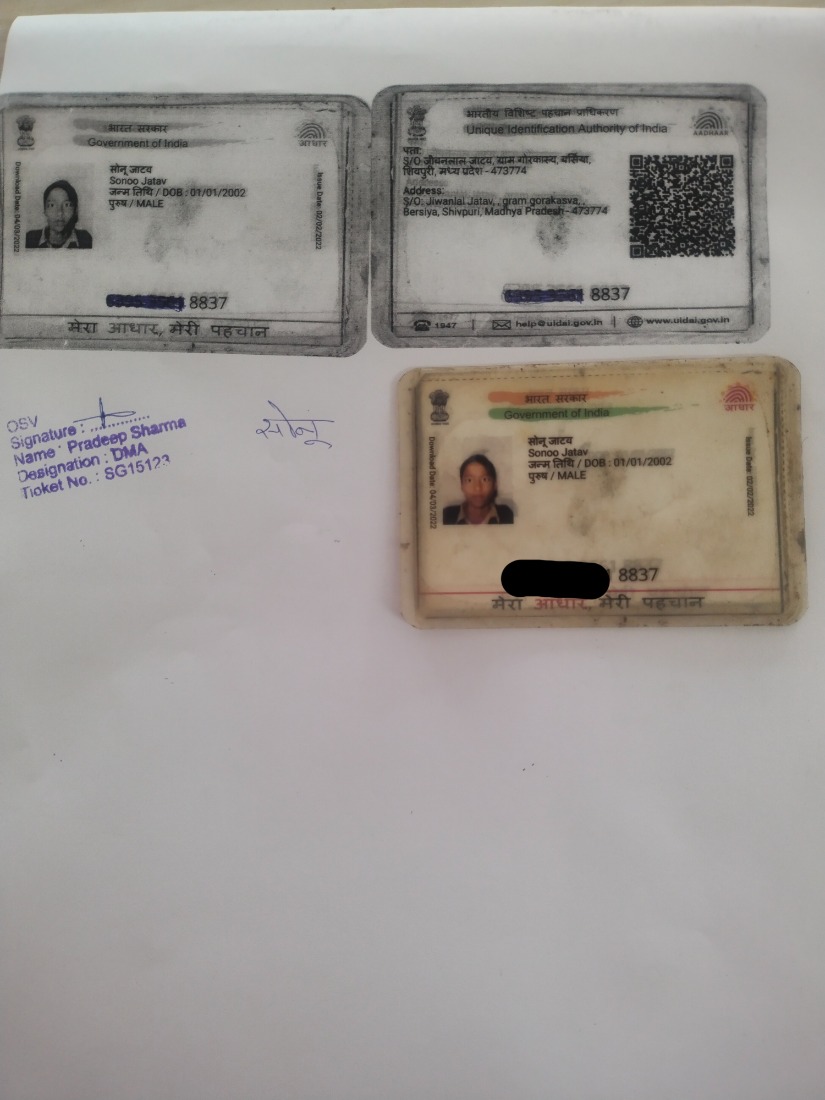 भारत सरकार
Government of India
आधार
सोनू जाटव
Sonoo Jatav
जन्म तिथि / DOB : 01/01/2002
पुरुष / MALE
Download Date: 04/03/2022
Issue Date: 02/02/2022
8837
मेरा आधार, मेरी पहचान
भारतीय विशिष्ट पहचान प्राधिकरण
Unique Identification Authority of India
AADHAAR
पता:
S/O जीवनलाल जाटव, ग्राम गोरकास्व, बर्सिया,
शिवपुरी, मध्य प्रदेश - 473774
Address:
S/O: Jiwanlal Jatav, , gram gorakasva, ,
Bersiya, Shivpuri, Madhya Pradesh - 473774
8837
1947 | help@uidai.gov.in | www.uidai.gov.in
OSV
Signature : ..............
Name : Pradeep Sharma
Designation : DMA
Ticket No. : SG15123
सोनू
भारत सरकार
Government of India
आधार
सोनू जाटव
Sonoo Jatav
जन्म तिथि / DOB : 01/01/2002
पुरुष / MALE
Download Date: 04/03/2022
Issue Date: 02/02/2022
8837
मेरा आधार, मेरी पहचान